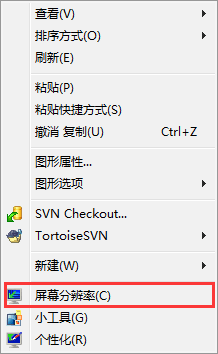 查看(V)
排序方式(O)
刷新(E)
粘贴(P)
粘贴快捷方式(S)
撤消 复制(U) Ctrl+Z
图形属性...
图形选项
SVN Checkout...
TortoiseSVN
新建(W)
屏幕分辨率(C)
小工具(G)
个性化(R)